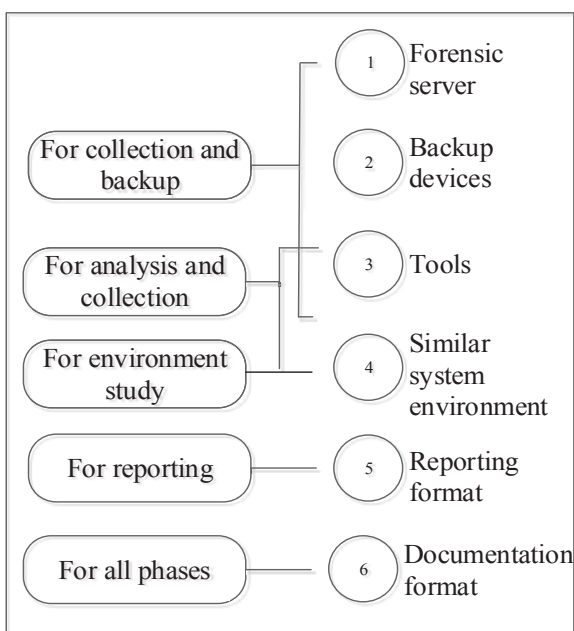 1
Forensic
server
For collection and
backup
2
Backup
devices
For analysis and
collection
3
Tools
For environment
study
4
Similar
system
environment
For reporting
5
Reporting
format
For all phases
6
Documentation
format